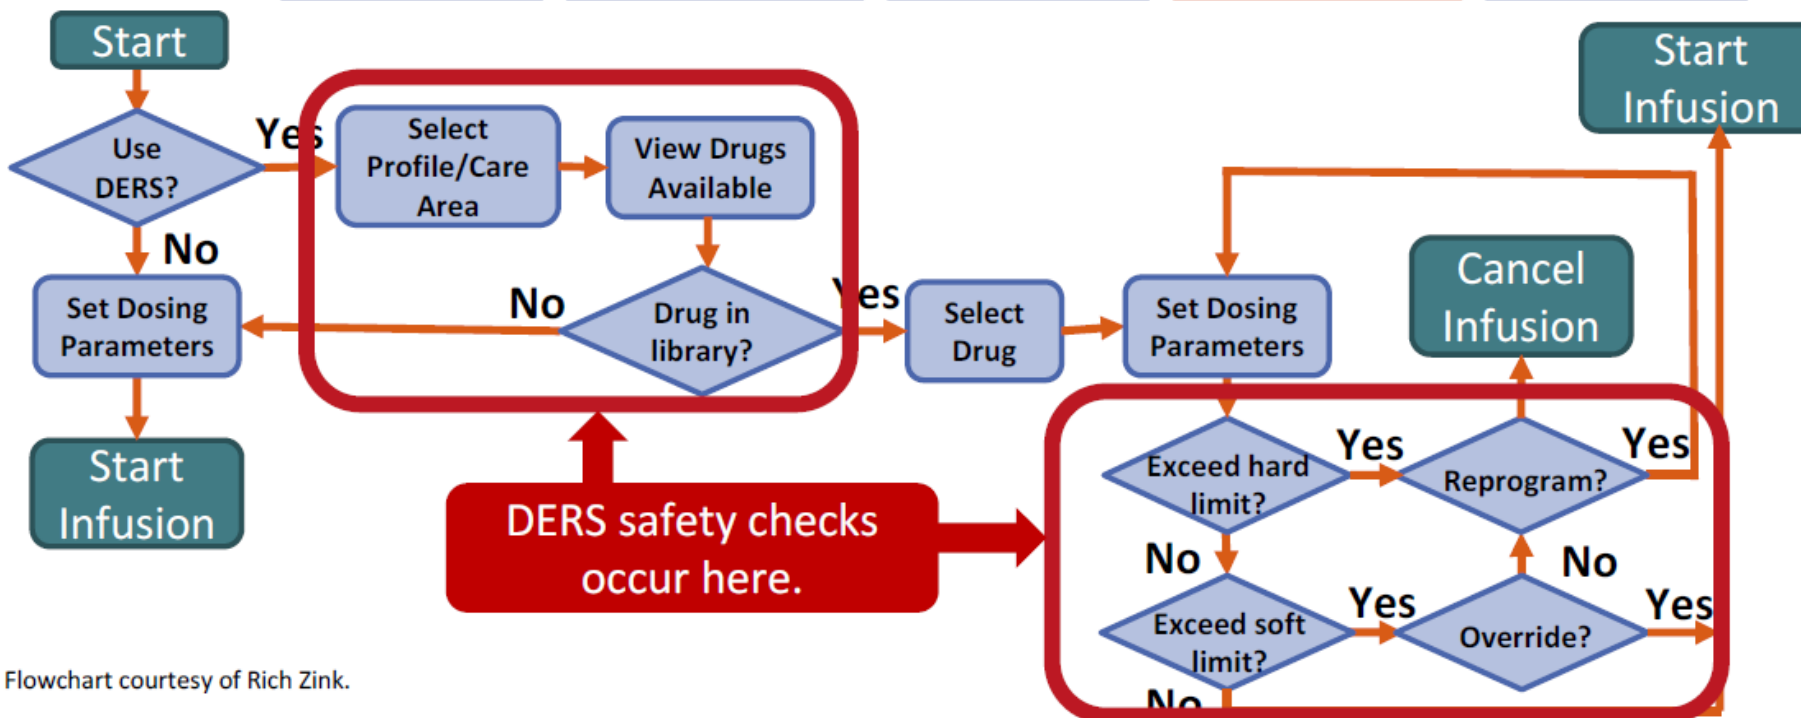 Start
Use
DERS?
Yes
No
Set Dosing
Parameters
Start
Infusion
Select
Profile/Care
Area
View Drugs
Available
Drug in
library?
No
Yes
Select
Drug
Set Dosing
Parameters
Exceed hard
limit?
Yes
No
Reprogram?
Yes
Cancel
Infusion
Exceed soft
limit?
Yes
No
Override?
No
Yes
Start
Infusion
DERS safety checks
occur here.
Flowchart courtesy of Rich Zink.